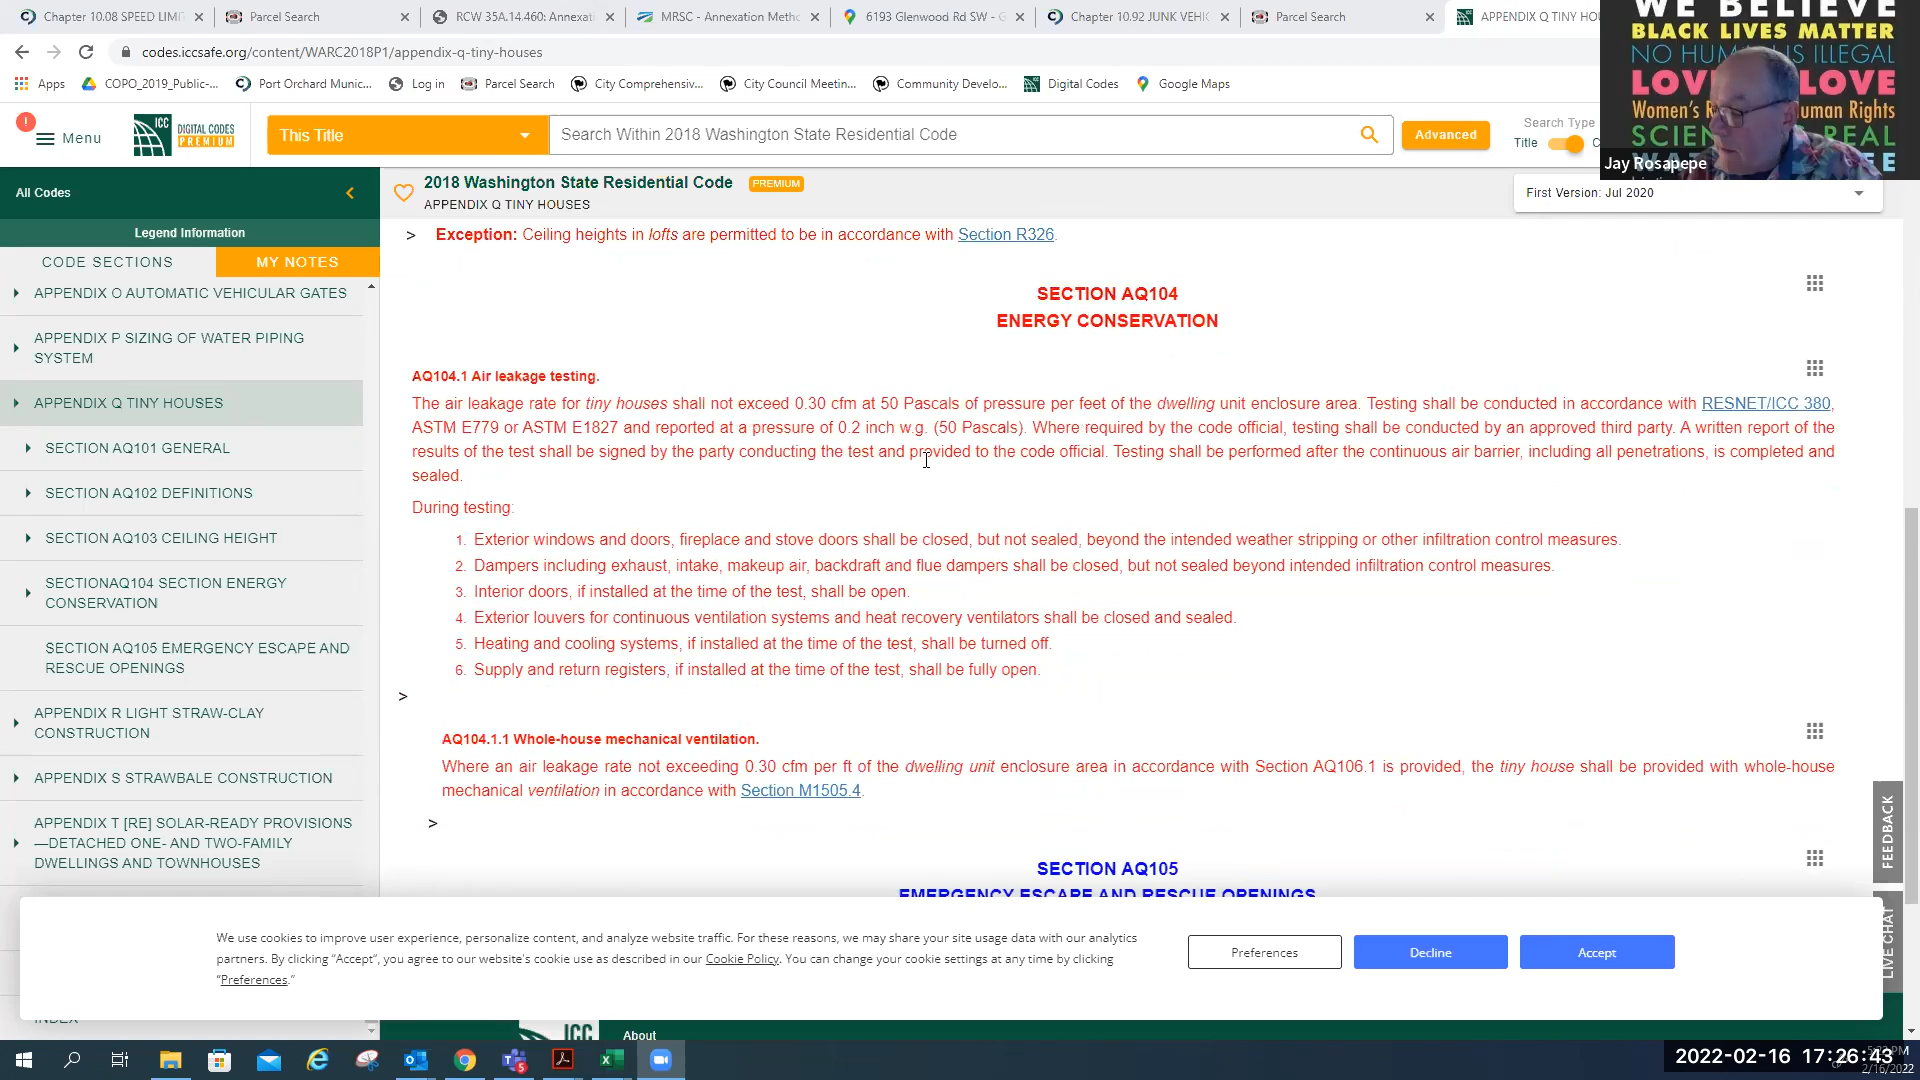 Chapter 10.08 SPEED LIMI
Parcel Search
RCW 35A.14.460: Annexati
MRSC - Annexation Metho
6193 Glenwood Rd SW - G
Chapter 10.92 JUNK VEHIC
Parcel Search
APPENDIX Q TINY HOU
codes.iccsafe.org/content/WARC2018P1/appendix-q-tiny-houses
Apps
COPO_2019_Public-...
Port Orchard Munic...
Log in
Parcel Search
City Comprehensiv...
City Council Meetin...
Community Develo...
Digital Codes
Google Maps
WE BELIEVE
BLACK LIVES MATTER
NO HUM IS ILLEGAL
LOV LOVE
Women's R uman Rights
SCIEN REAL
Jay Rosapepe
Menu
ICC
DIGITAL CODES
PREMIUM
This Title
Search Within 2018 Washington State Residential Code
Advanced
Search Type
Title
All Codes
Legend Information
CODE SECTIONS
MY NOTES
APPENDIX O AUTOMATIC VEHICULAR GATES
APPENDIX P SIZING OF WATER PIPING
SYSTEM
APPENDIX Q TINY HOUSES
SECTION AQ101 GENERAL
SECTION AQ102 DEFINITIONS
SECTION AQ103 CEILING HEIGHT
SECTIONAQ104 SECTION ENERGY
CONSERVATION
SECTION AQ105 EMERGENCY ESCAPE AND
RESCUE OPENINGS
APPENDIX R LIGHT STRAW-CLAY
CONSTRUCTION
APPENDIX S STRAWBALE CONSTRUCTION
APPENDIX T [RE] SOLAR-READY PROVISIONS
—DETACHED ONE- AND TWO-FAMILY
DWELLINGS AND TOWNHOUSES
INDEX
2018 Washington State Residential Code PREMIUM
APPENDIX Q TINY HOUSES
First Version: Jul 2020
> Exception: Ceiling heights in lofts are permitted to be in accordance with Section R326.
SECTION AQ104
ENERGY CONSERVATION
AQ104.1 Air leakage testing.
The air leakage rate for tiny houses shall not exceed 0.30 cfm at 50 Pascals of pressure per feet of the dwelling unit enclosure area. Testing shall be conducted in accordance with RESNET/ICC 380,
ASTM E779 or ASTM E1827 and reported at a pressure of 0.2 inch w.g. (50 Pascals). Where required by the code official, testing shall be conducted by an approved third party. A written report of the
results of the test shall be signed by the party conducting the test and provided to the code official. Testing shall be performed after the continuous air barrier, including all penetrations, is completed and
sealed.
During testing:
1. Exterior windows and doors, fireplace and stove doors shall be closed, but not sealed, beyond the intended weather stripping or other infiltration control measures.
2. Dampers including exhaust, intake, makeup air, backdraft and flue dampers shall be closed, but not sealed beyond intended infiltration control measures.
3. Interior doors, if installed at the time of the test, shall be open.
4. Exterior louvers for continuous ventilation systems and heat recovery ventilators shall be closed and sealed.
5. Heating and cooling systems, if installed at the time of the test, shall be turned off.
6. Supply and return registers, if installed at the time of the test, shall be fully open.
>
AQ104.1.1 Whole-house mechanical ventilation.
Where an air leakage rate not exceeding 0.30 cfm per ft of the dwelling unit enclosure area in accordance with Section AQ106.1 is provided, the tiny house shall be provided with whole-house
mechanical ventilation in accordance with Section M1505.4.
>
SECTION AQ105
EMERGENCY ESCAPE AND RESCUE OPENINGS
FEEDBACK
LIVE CHAT
We use cookies to improve user experience, personalize content, and analyze website traffic. For these reasons, we may share your site usage data with our analytics
partners. By clicking “Accept“, you agree to our website's cookie use as described in our Cookie Policy. You can change your cookie settings at any time by clicking
“Preferences.”
Preferences
Decline
Accept
ICC
About
2022-02-16 17:26:43
2/16/2022